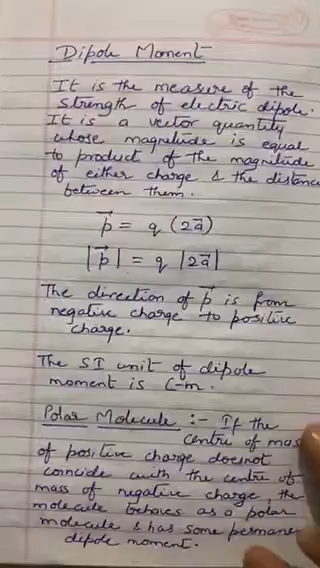 Dipole Moment
It is the measure of the
strength of electric dipole.
It is a vector quantity
whose magnitude is equal
to product of the magnitude
of either charge & the distance
between them.
p⃗ = q (2a⃗)
|p⃗| = q |2a⃗|
The direction of p⃗ is from
negative charge to positive
charge.
The SI unit of dipole
moment is C-m.
Polar Molecule :- If the
centre of mass
of positive charge doesnot
coincide with the centre of
mass of negative charge, the
molecule behaves as a polar
molecule & has some permanen
dipole moment.